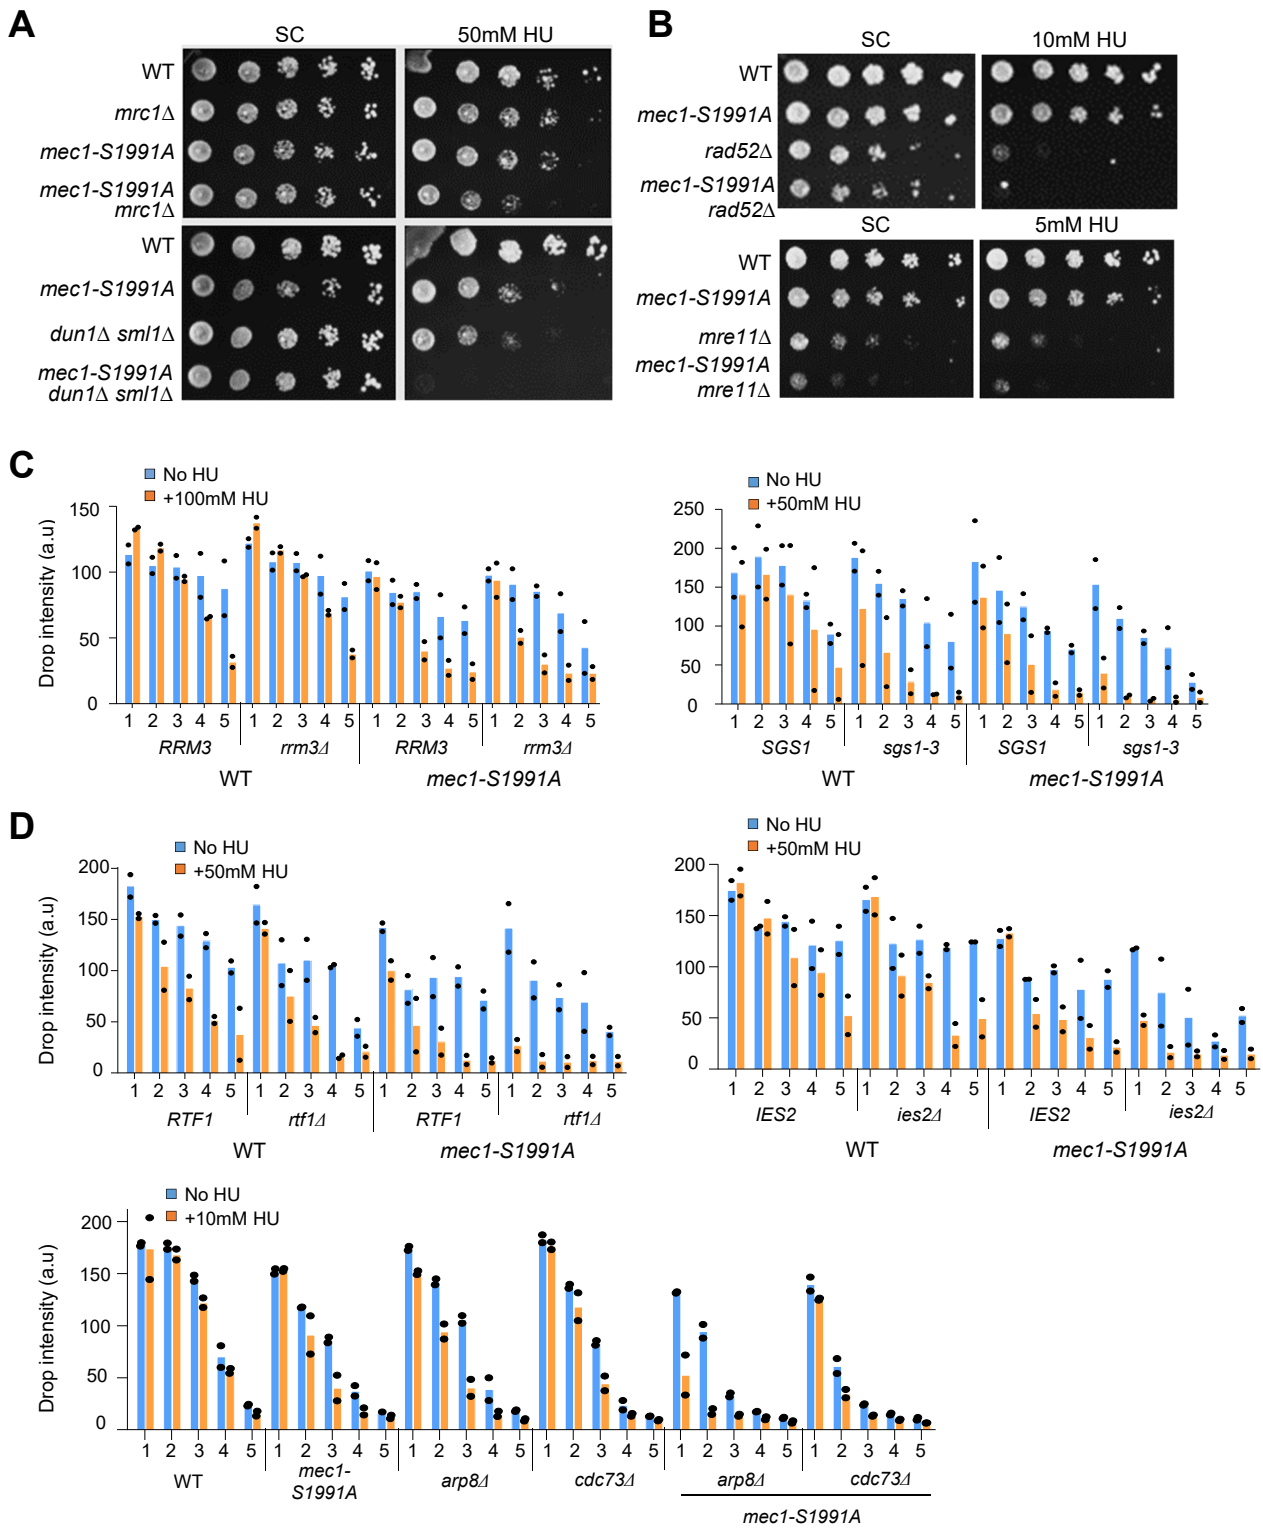 A
SC
50mM HU
WT
mrc1Δ
mec1-S1991A
mec1-S1991A
mrc1Δ
WT
mec1-S1991A
dun1Δ sml1Δ
mec1-S1991A
dun1Δ sml1Δ
B
SC
10mM HU
WT
mec1-S1991A
rad52Δ
mec1-S1991A
rad52Δ
SC
5mM HU
WT
mec1-S1991A
mre11Δ
mec1-S1991A
mre11Δ
C
No HU
+100mM HU
Drop intensity (a.u)
150
100
50
0
1 2 3 4 5 1 2 3 4 5 1 2 3 4 5 1 2 3 4 5
RRM3 rrm3Δ RRM3 rrm3Δ
WT mec1-S1991A
No HU
+50mM HU
250
200
150
100
50
0
1 2 3 4 5 1 2 3 4 5 1 2 3 4 5 1 2 3 4 5
SGS1 sgs1-3 SGS1 sgs1-3
WT mec1-S1991A
D
No HU
+50mM HU
Drop intensity (a.u)
200
150
100
50
0
1 2 3 4 5 1 2 3 4 5 1 2 3 4 5 1 2 3 4 5
RTF1 rtf1Δ RTF1 rtf1Δ
WT mec1-S1991A
No HU
+50mM HU
200
150
100
50
0
1 2 3 4 5 1 2 3 4 5 1 2 3 4 5 1 2 3 4 5
IES2 ies2Δ IES2 ies2Δ
WT mec1-S1991A
No HU
+10mM HU
Drop intensity (a.u)
200
150
100
50
0
1 2 3 4 5 1 2 3 4 5 1 2 3 4 5 1 2 3 4 5 1 2 3 4 5 1 2 3 4 5
WT mec1- arp8Δ cdc73Δ arp8Δ cdc73Δ
S1991A
mec1-S1991A